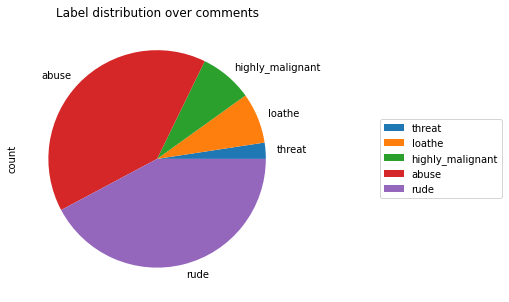 Label distribution over comments
abuse
highly_malignant
loathe
threat
count
rude
threat
loathe
highly_malignant
abuse
rude